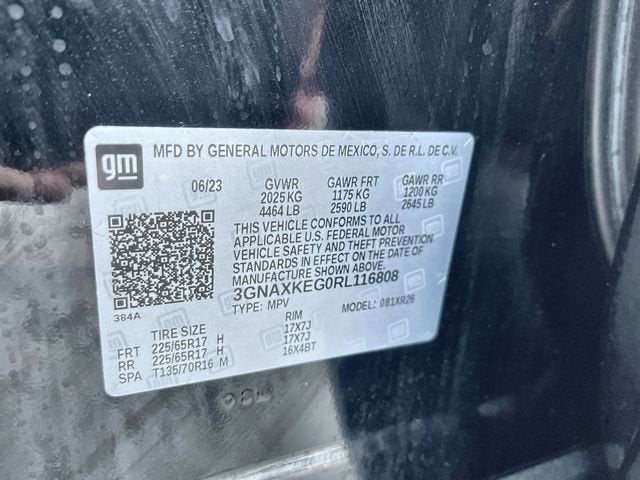 gm MFD BY GENERAL MOTORS DE MEXICO, S. DE R.L. DE C.V.
06/23 GVWR GAWR FRT GAWR RR
2025 KG 1175 KG 1200 KG
4464 LB 2590 LB 2645 LB
THIS VEHICLE CONFORMS TO ALL
APPLICABLE U.S. FEDERAL MOTOR
VEHICLE SAFETY AND THEFT PREVENTION
STANDARDS IN EFFECT ON THE DATE OF
MANUFACTURE SHOWN ABOVE.
3GNAXKEG0RL116808
384A TYPE: MPV MODEL: 081XR26
TIRE SIZE RIM
FRT 225/65R17 H 17X7J
RR 225/65R17 H 17X7J
SPA T135/70R16 M 16X4BT